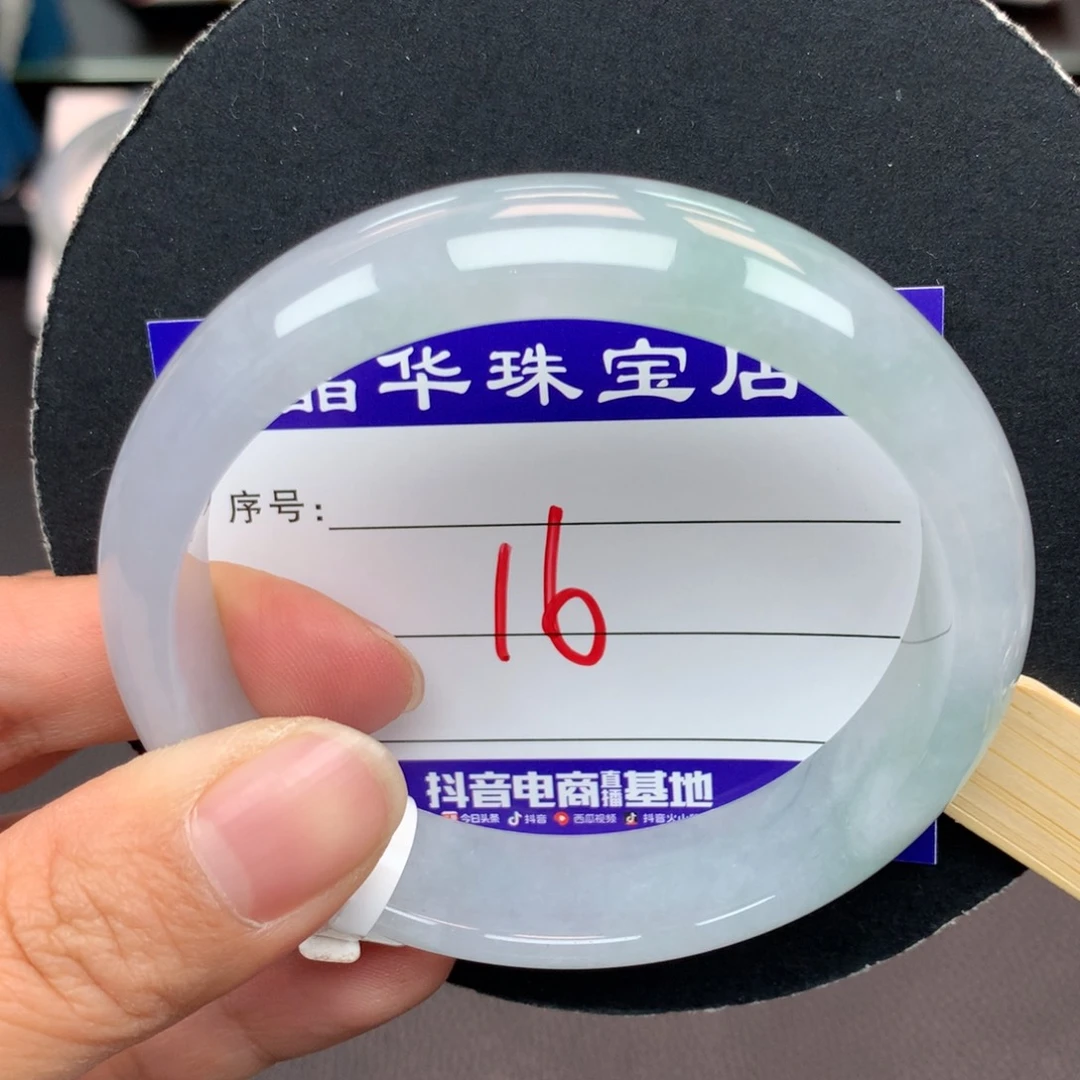 晶华珠宝店
序号:
16
抖音电商直播基地
今日头条 抖音 西瓜视频 抖音火山